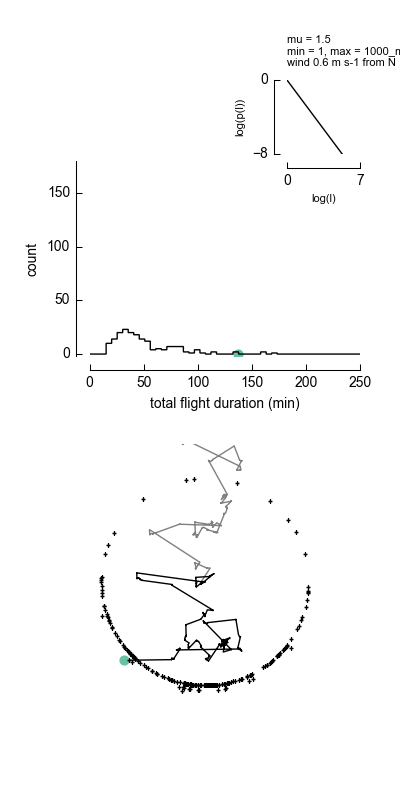 mu = 1.5
min = 1, max = 1000_m
wind 0.6 m s-1 from N
0
log(p(l))
−8
0
7
log(l)
150
100
50
0
count
0
50
100
150
200
250
total flight duration (min)